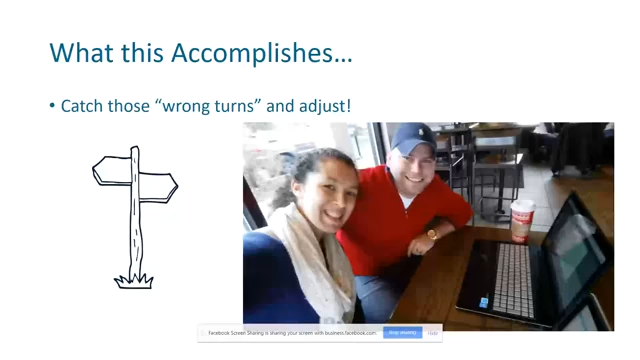 What this Accomplishes…
• Catch those “wrong turns” and adjust!
Facebook Screen Sharing is sharing your screen with business.facebook.com.
Stop sharing
Hide